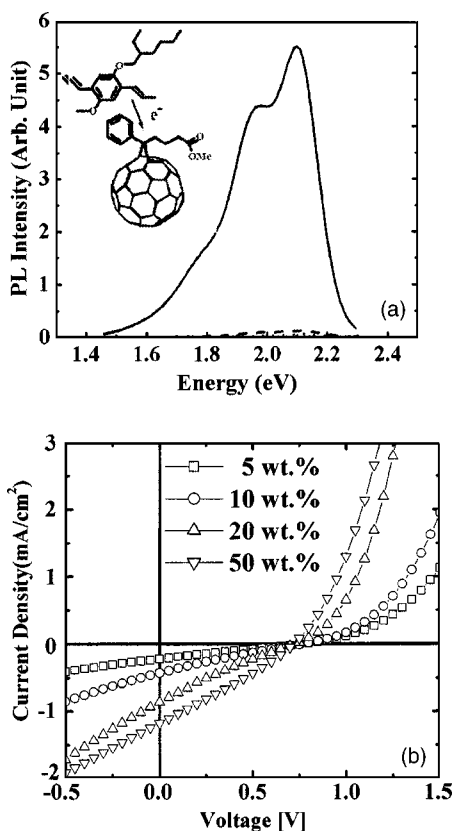 6
5
4
3
2
1
0
PL Intensity (Arb. Unit)
O
O
e⁻
O
OMe
(a)
1.4 1.6 1.8 2.0 2.2 2.4
Energy (eV)
3
2
1
0
-1
-2
Current Density(mA/cm²)
5 wt.%
10 wt.%
20 wt.%
50 wt.%
(b)
-0.5 0.0 0.5 1.0 1.5
Voltage [V]